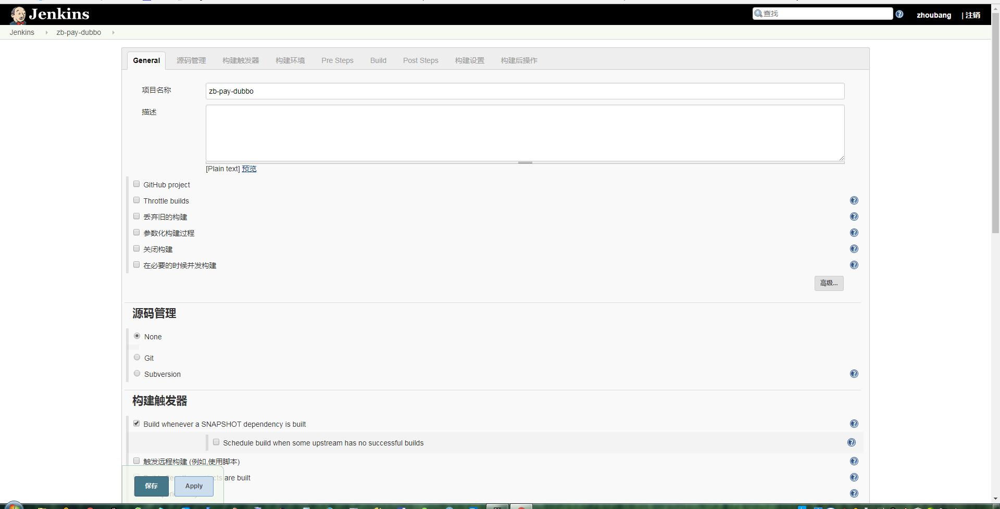 Jenkins
查找
zhoubang
| 注销
Jenkins
zb-pay-dubbo
General
源码管理
构建触发器
构建环境
Pre Steps
Build
Post Steps
构建设置
构建后操作
项目名称
zb-pay-dubbo
描述
[Plain text] 预览
GitHub project
Throttle builds
丢弃旧的构建
参数化构建过程
关闭构建
在必要的时候并发构建
高级...
源码管理
None
Git
Subversion
构建触发器
Build whenever a SNAPSHOT dependency is built
Schedule build when some upstream has no successful builds
触发远程构建 (例如,使用脚本)
are built
保存
Apply